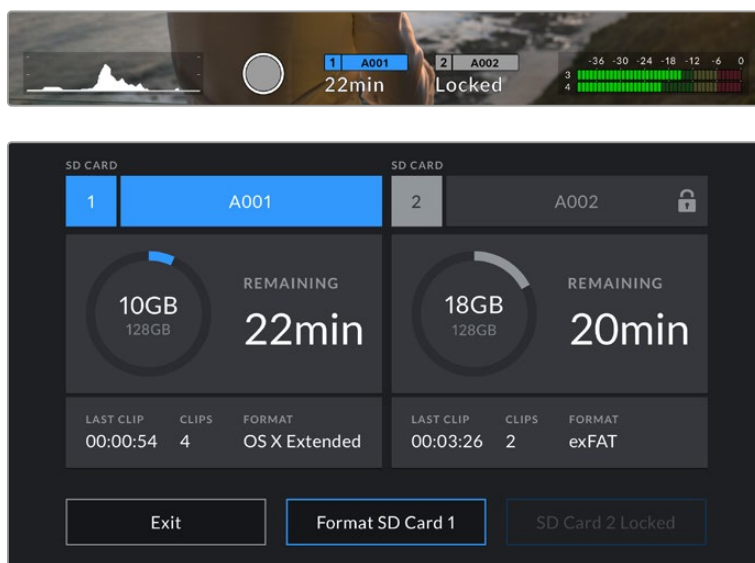 1 A001
22min
2 A002
Locked
-36 -30 -24 -18 -12 -6 0
3
4
SD CARD
1 A001
SD CARD
2 A002
10GB
128GB
REMAINING
22min
18GB
128GB
REMAINING
20min
LAST CLIP CLIPS FORMAT
00:00:54 4 OS X Extended
LAST CLIP CLIPS FORMAT
00:03:26 2 exFAT
Exit
Format SD Card 1
SD Card 2 Locked